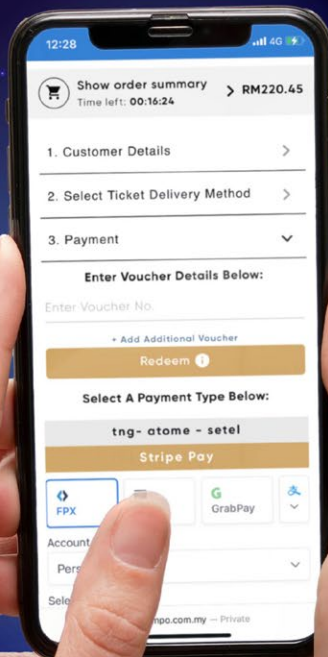 12:28
4G
Show order summary
Time left: 00:16:24
RM220.45
1. Customer Details
2. Select Ticket Delivery Method
3. Payment
Enter Voucher Details Below:
Enter Voucher No.
+ Add Additional Voucher
Redeem i
Select A Payment Type Below:
tng- atome - setel
Stripe Pay
FPX
G
GrabPay
Account
mpo.com.my — Private